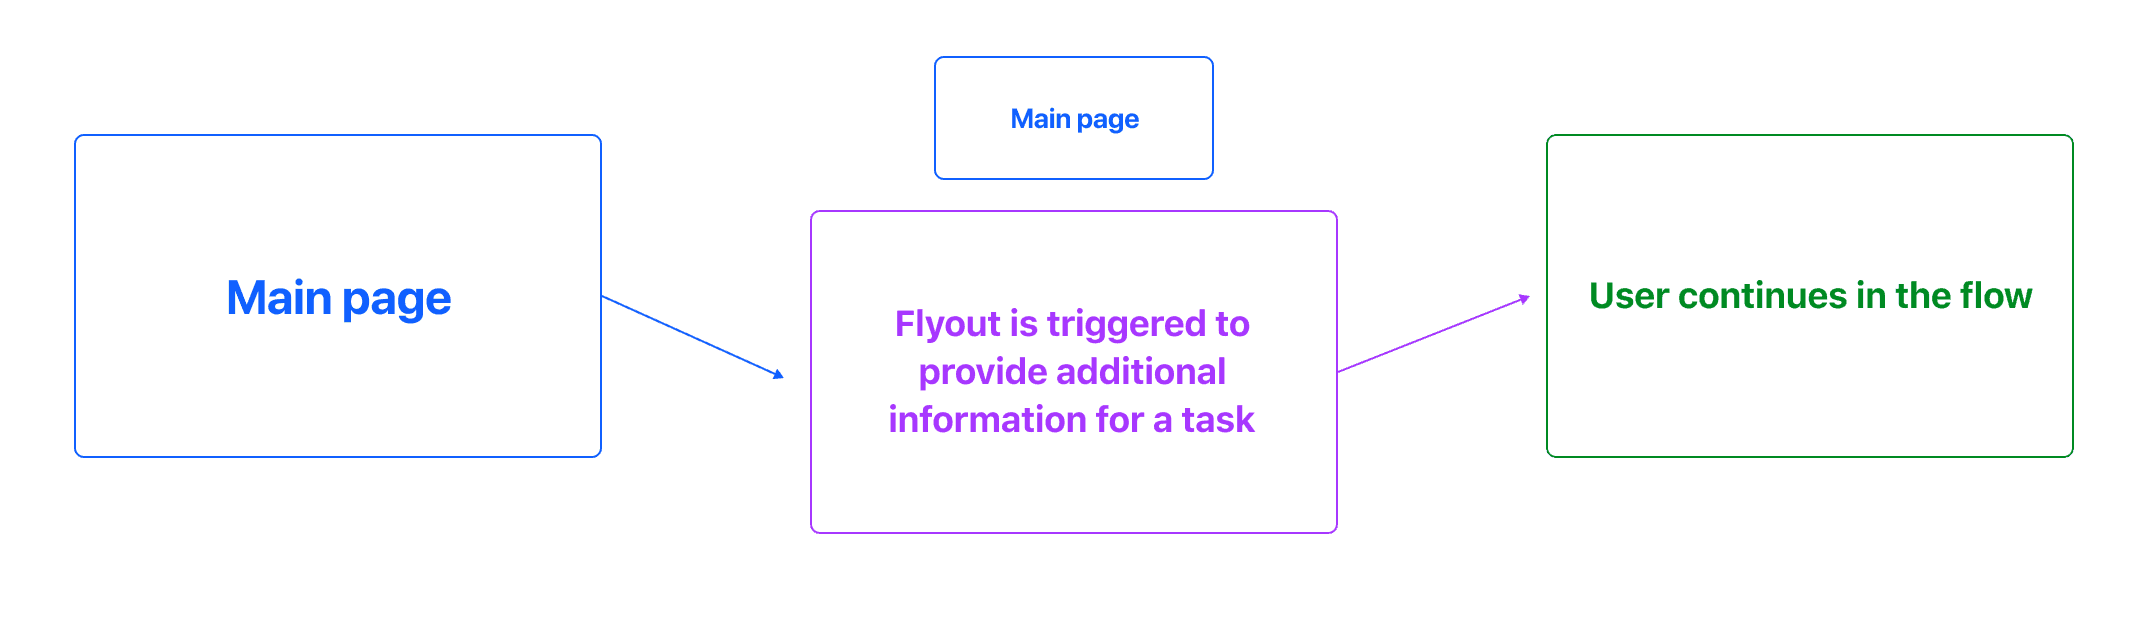 Main page
Main page
Flyout is triggered to
provide additional
information for a task
User continues in the flow